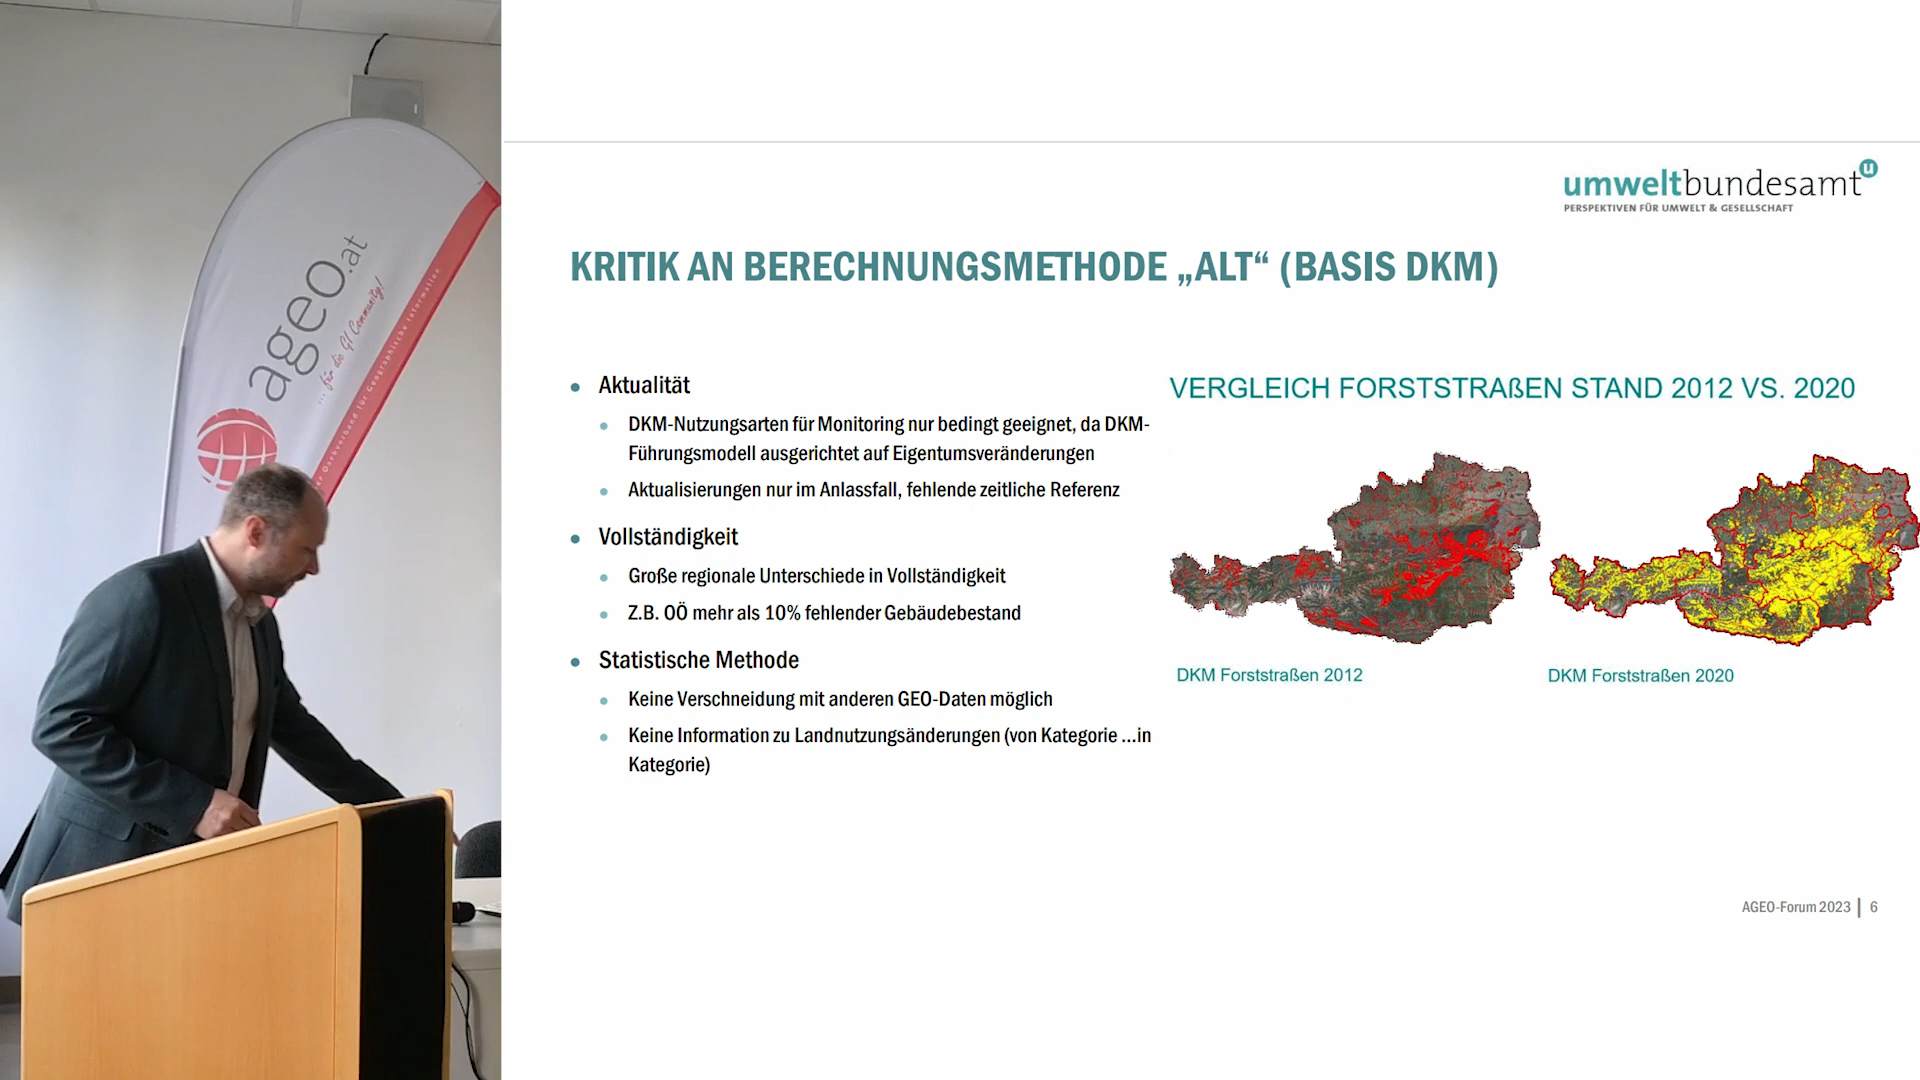 ageo.at
für die GI Community!
umweltbundesamt
PERSPEKTIVEN FÜR UMWELT & GESELLSCHAFT
KRITIK AN BERECHNUNGSMETHODE „ALT“ (BASIS DKM)
• Aktualität
• DKM-Nutzungsarten für Monitoring nur bedingt geeignet, da DKM-
Führungsmodell ausgerichtet auf Eigentumsveränderungen
• Aktualisierungen nur im Anlassfall, fehlende zeitliche Referenz
• Vollständigkeit
• Große regionale Unterschiede in Vollständigkeit
• Z.B. OÖ mehr als 10% fehlender Gebäudebestand
• Statistische Methode
• Keine Verschneidung mit anderen GEO-Daten möglich
• Keine Information zu Landnutzungsänderungen (von Kategorie ...in
Kategorie)
VERGLEICH FORSTSTRAßEN STAND 2012 VS. 2020
DKM Forststraßen 2012
DKM Forststraßen 2020
AGEO-Forum 2023 | 6